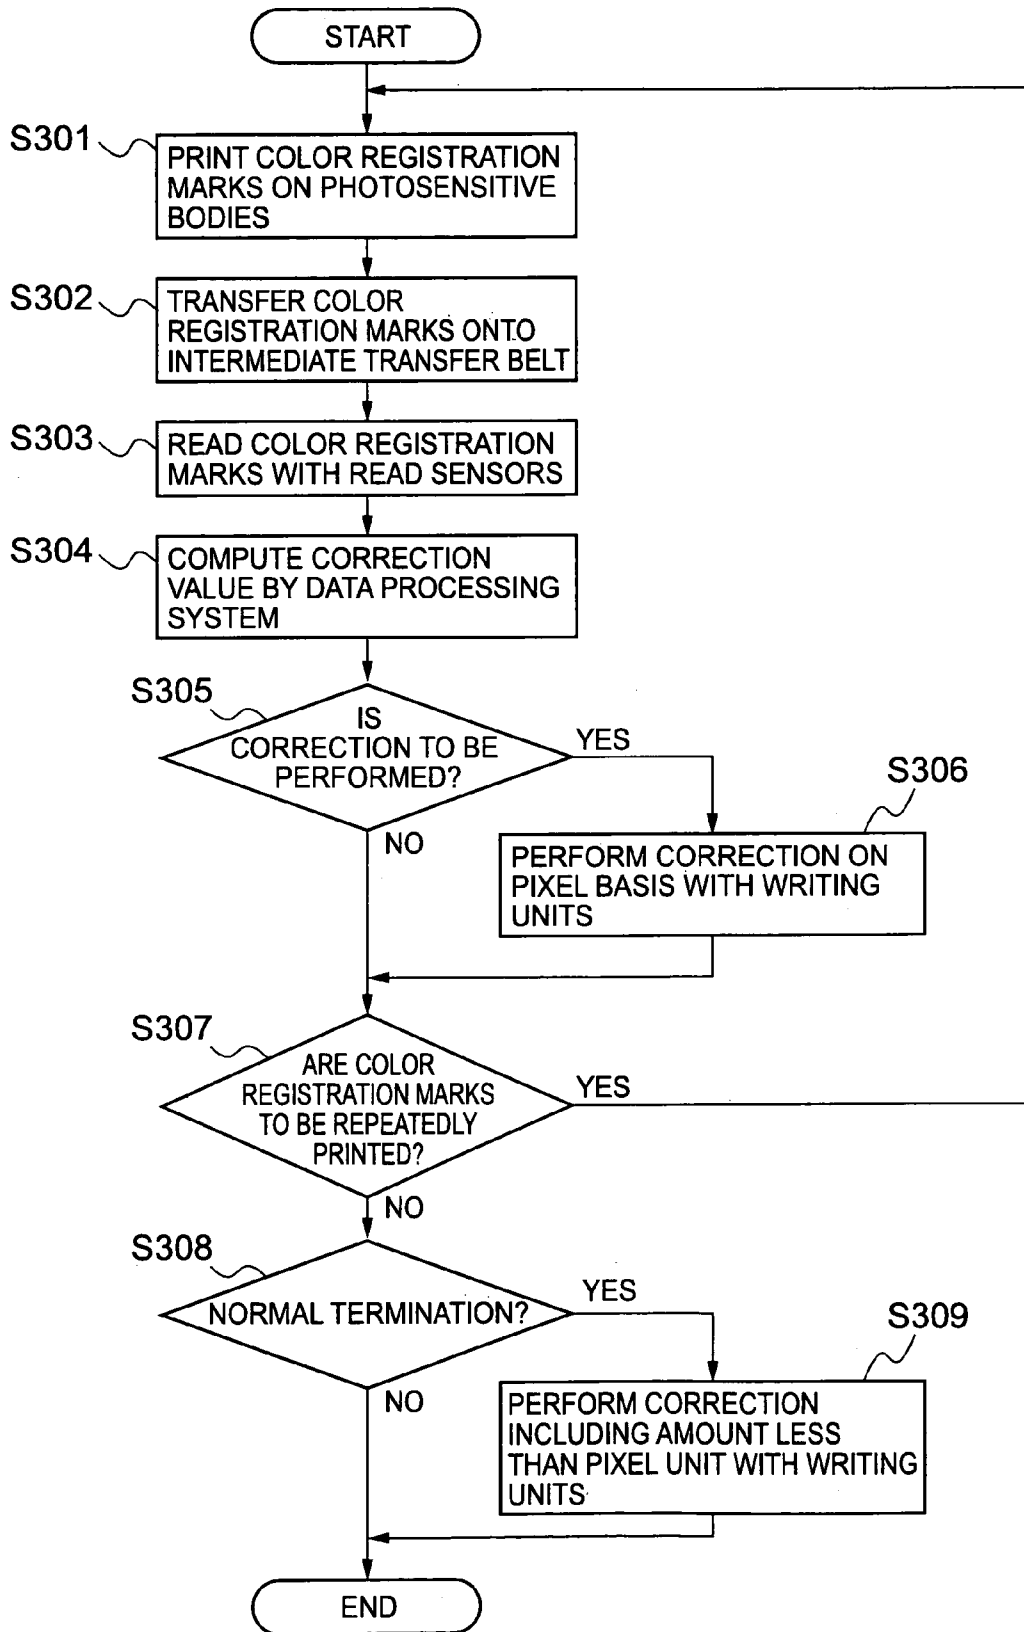 START
S301
PRINT COLOR REGISTRATION
MARKS ON PHOTOSENSITIVE
BODIES
S302
TRANSFER COLOR
REGISTRATION MARKS ONTO
INTERMEDIATE TRANSFER BELT
S303
READ COLOR REGISTRATION
MARKS WITH READ SENSORS
S304
COMPUTE CORRECTION
VALUE BY DATA PROCESSING
SYSTEM
S305
IS
CORRECTION TO BE
PERFORMED?
YES
NO
S306
PERFORM CORRECTION ON
PIXEL BASIS WITH WRITING
UNITS
S307
ARE COLOR
REGISTRATION MARKS
TO BE REPEATEDLY
PRINTED?
YES
NO
S308
NORMAL TERMINATION?
YES
NO
S309
PERFORM CORRECTION
INCLUDING AMOUNT LESS
THAN PIXEL UNIT WITH WRITING
UNITS
END